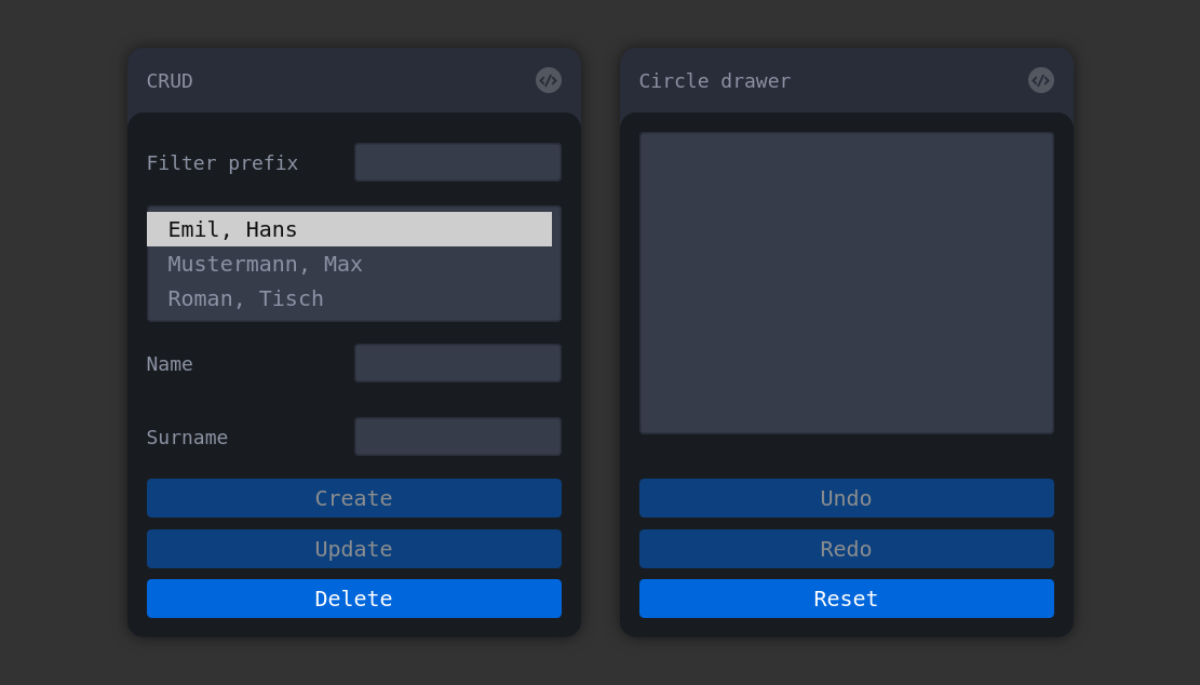 CRUD
Filter prefix
Emil, Hans
Mustermann, Max
Roman, Tisch
Name
Surname
Create
Update
Delete
Circle drawer
Undo
Redo
Reset